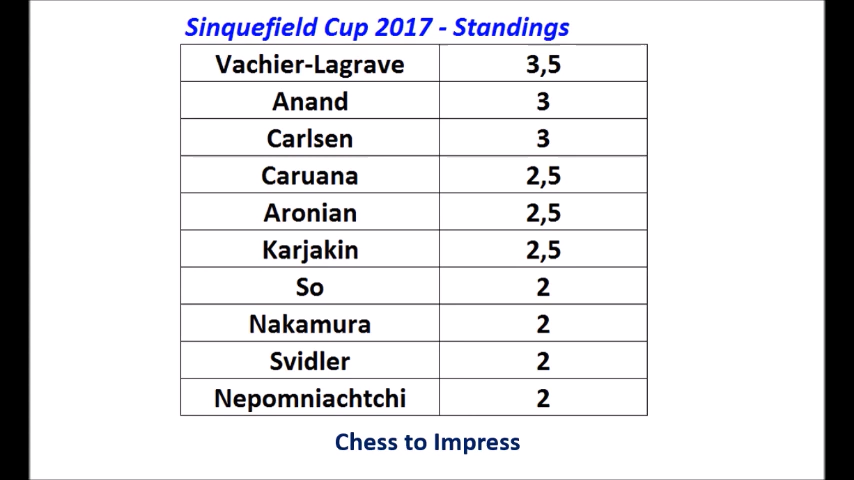 Sinquefield Cup 2017 - Standings
Vachier-Lagrave 3,5
Anand 3
Carlsen 3
Caruana 2,5
Aronian 2,5
Karjakin 2,5
So 2
Nakamura 2
Svidler 2
Nepomniachtchi 2
Chess to Impress